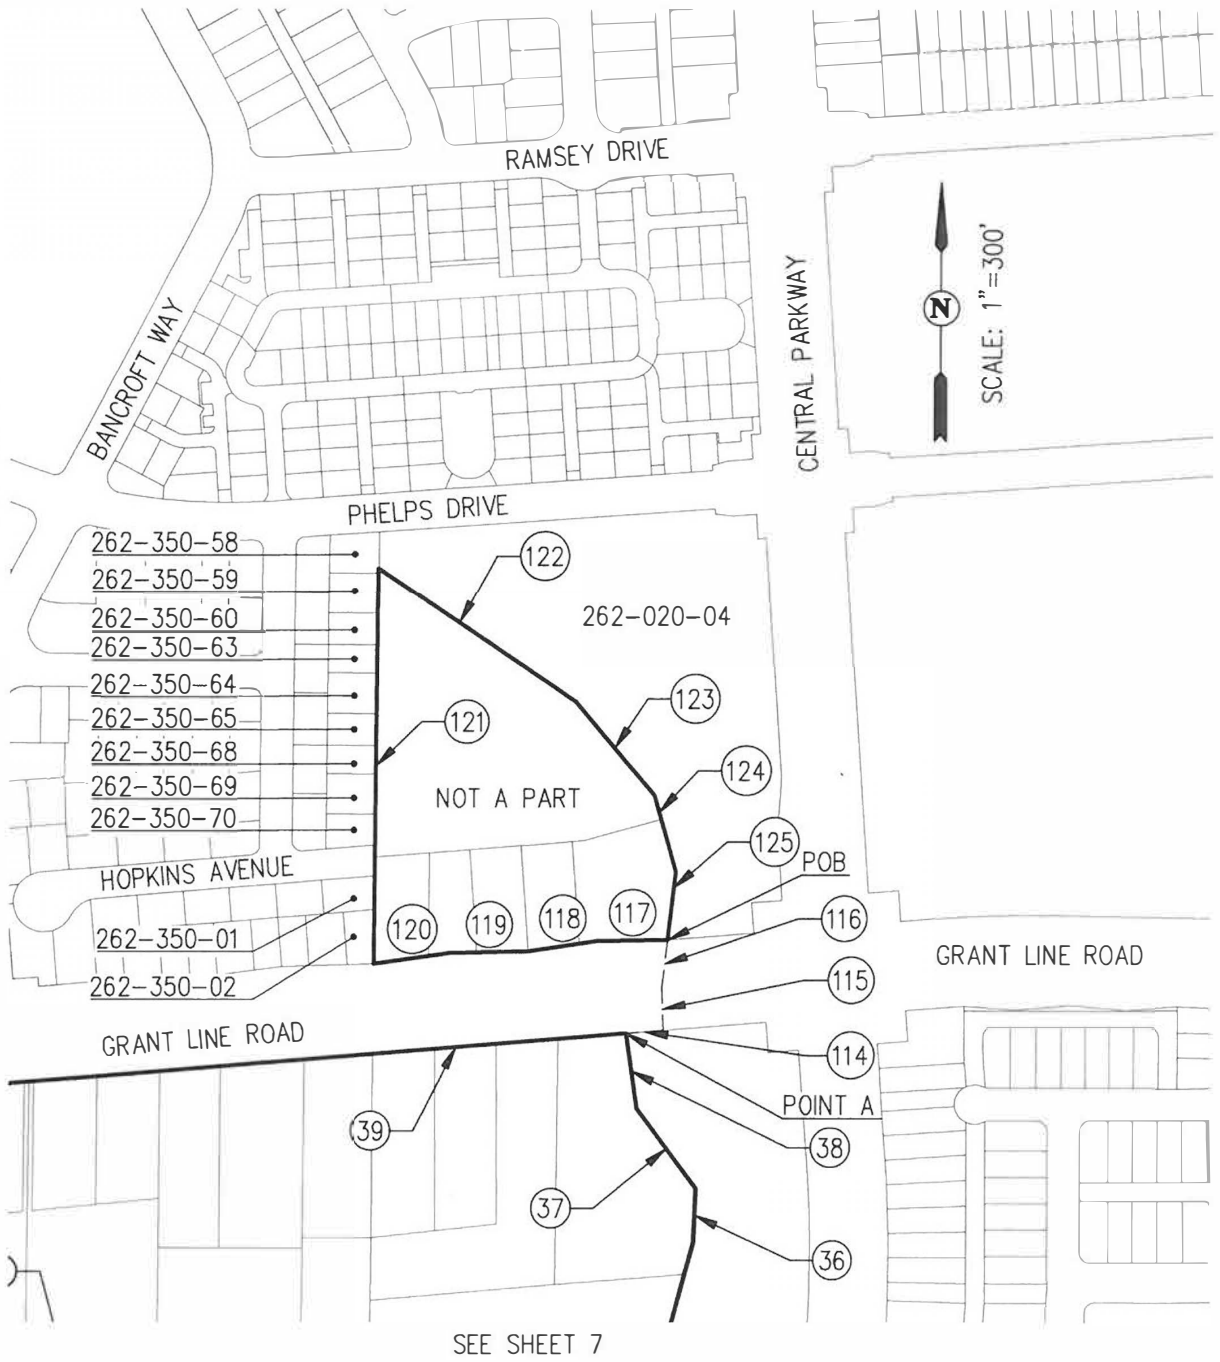 RAMSEY DRIVE
BANCROFT WAY
CENTRAL PARKWAY
N
SCALE: 1"=300'
PHELPS DRIVE
262-350-58
122
262-350-59
262-350-60
262-020-04
262-350-63
262-350-64
123
262-350-65
121
262-350-68
124
262-350-69
NOT A PART
262-350-70
125
POB
HOPKINS AVENUE
116
120
119
118
117
262-350-01
GRANT LINE ROAD
262-350-02
115
GRANT LINE ROAD
114
POINT A
39
38
37
36
SEE SHEET 7